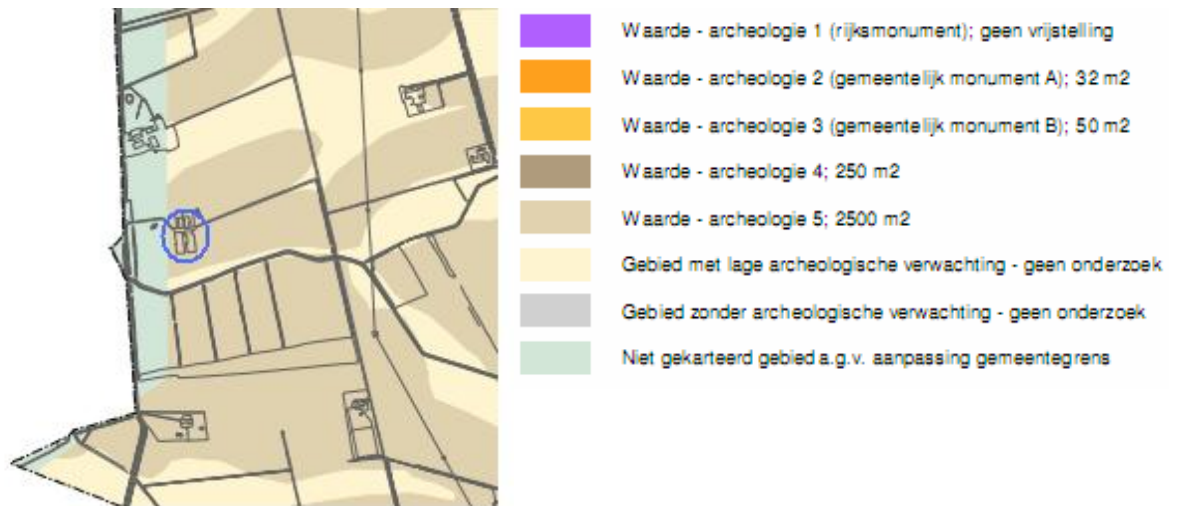 Waarde - archeologie 1 (rijksmonument); geen vrijstelling
Waarde - archeologie 2 (gemeentelijk monument A); 32 m2
Waarde - archeologie 3 (gemeentelijk monument B); 50 m2
Waarde - archeologie 4; 250 m2
Waarde - archeologie 5; 2500 m2
Gebied met lage archeologische verwachting - geen onderzoek
Gebied zonder archeologische verwachting - geen onderzoek
Niet gekarteerd gebied a.g.v. aanpassing gemeentegrens